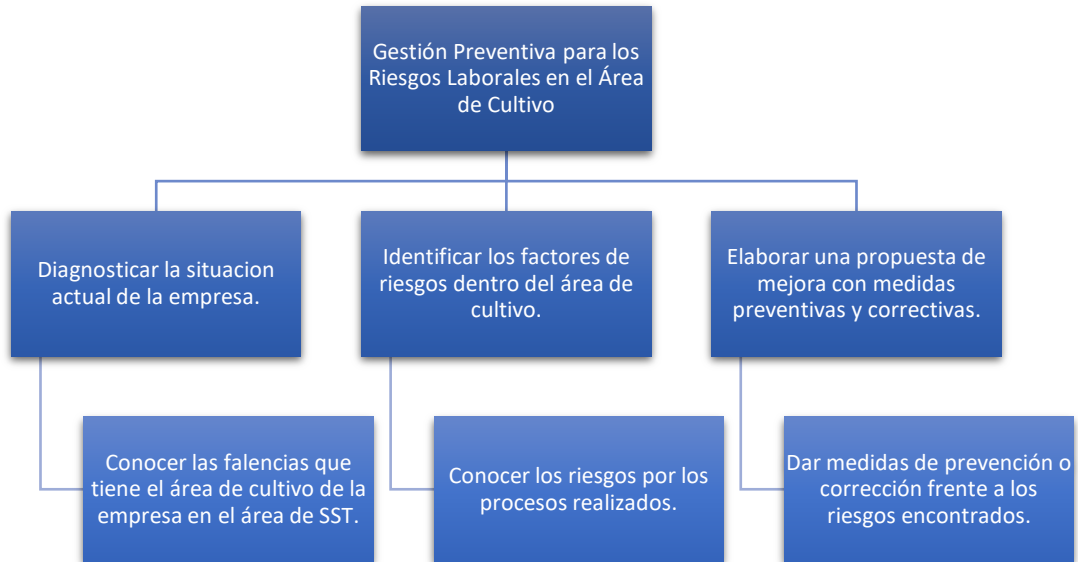 Gestión Preventiva para los
Riesgos Laborales en el Área
de Cultivo
Diagnosticar la situacion
actual de la empresa.
Identificar los factores de
riesgos dentro del área de
cultivo.
Elaborar una propuesta de
mejora con medidas
preventivas y correctivas.
Conocer las falencias que
tiene el área de cultivo de la
empresa en el área de SST.
Conocer los riesgos por los
procesos realizados.
Dar medidas de prevención o
corrección frente a los
riesgos encontrados.